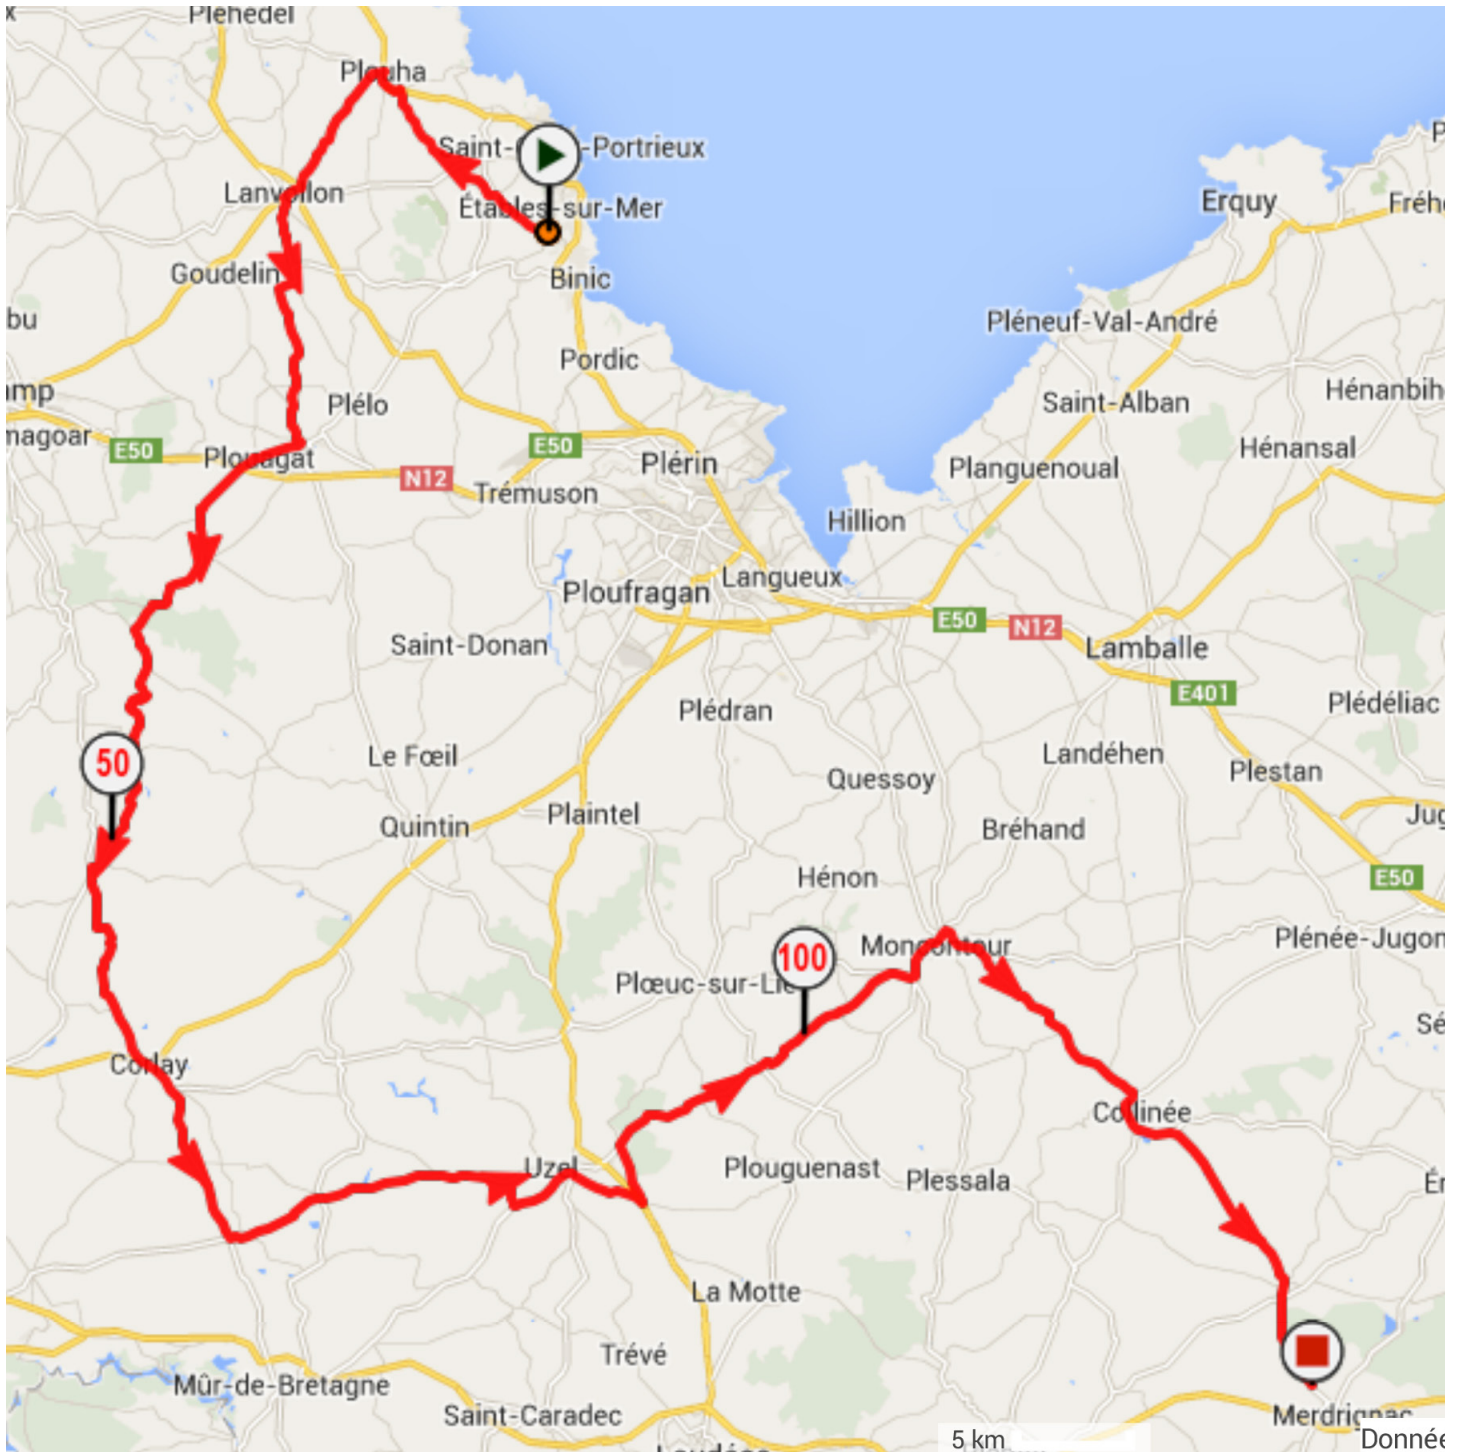 Pléhédel
Plouha
Saint-
-Portrieux
Lanvollon
Étables-sur-Mer
Erquy
Goudelin
Binic
Pléneuf-Val-André
Pordic
Plélo
Saint-Alban
E50
E50
Hénansal
Plouagat
Plérin
Planguenoual
N12
Trémuson
Hillion
Ploufragan
Langueux
E50
N12
Saint-Donan
Lamballe
E401
Plédran
Plédéliac
50
Le Fœil
Landéhen
Quessoy
Plestan
Quintin
Plaintel
Bréhand
Hénon
E50
100
Moncontour
Plénée-Jugon
Plœuc-sur-Lie
Corlay
Collinée
Uzel
Plouguenast
Plessala
La Motte
Trévé
Mûr-de-Bretagne
Saint-Caradec
Merdrignac
5 km
Donnée